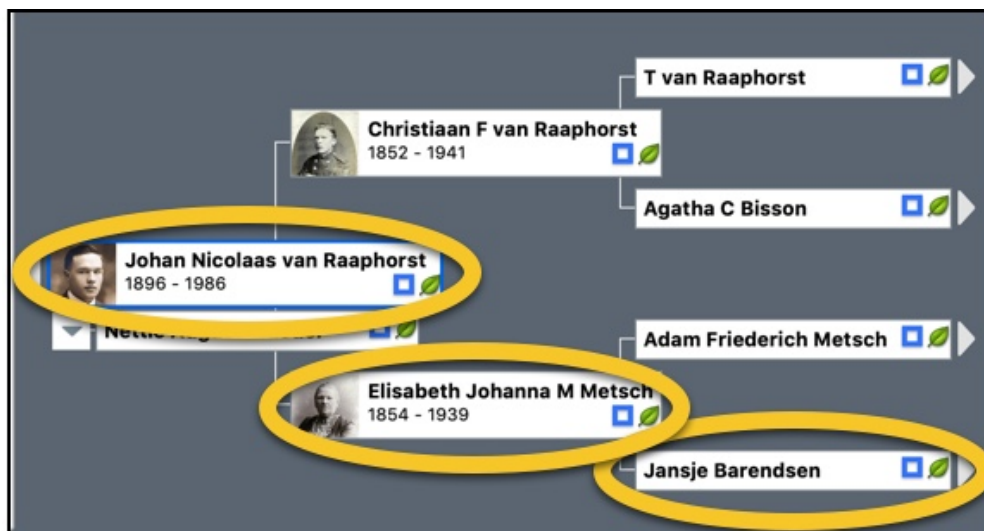 T van Raaphorst
Christiaan F van Raaphorst
1852 - 1941
Agatha C Bisson
Johan Nicolaas van Raaphorst
1896 - 1986
Adam Friederich Metsch
Elisabeth Johanna M Metsch
1854 - 1939
Jansje Barendsen